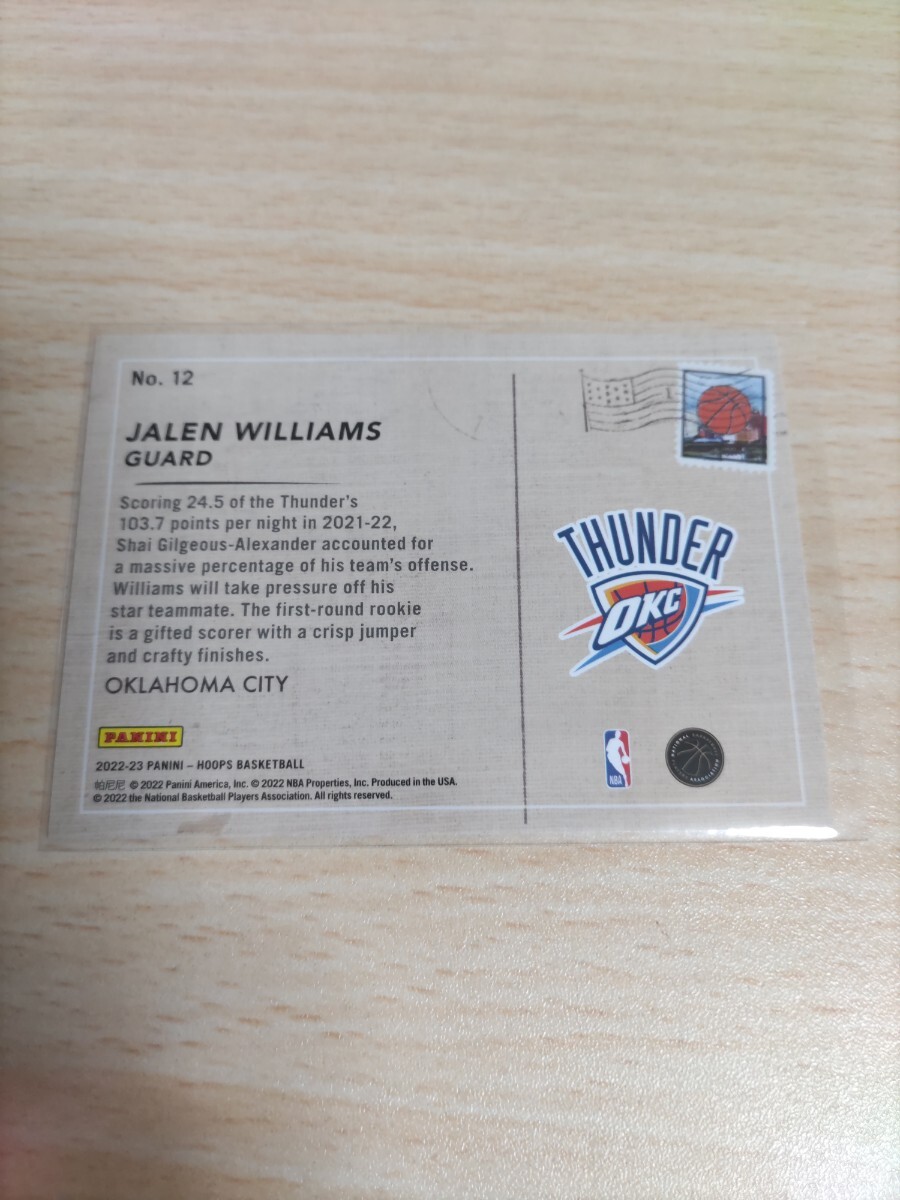 No. 12
JALEN WILLIAMS
GUARD
Scoring 24.5 of the Thunder's
103.7 points per night in 2021-22,
Shai Gilgeous-Alexander accounted for
a massive percentage of his team's offense.
Williams will take pressure off his
star teammate. The first-round rookie
is a gifted scorer with a crisp jumper
and crafty finishes.
OKLAHOMA CITY
PANINI
2022-23 PANINI – HOOPS BASKETBALL
帕尼尼 © 2022 Panini America, Inc. © 2022 NBA Properties, Inc. Produced in the USA.
© 2022 the National Basketball Players Association. All rights reserved.
1
THUNDER
OKC
NBA
NATIONAL BASKETBALL
ASSOCIATION